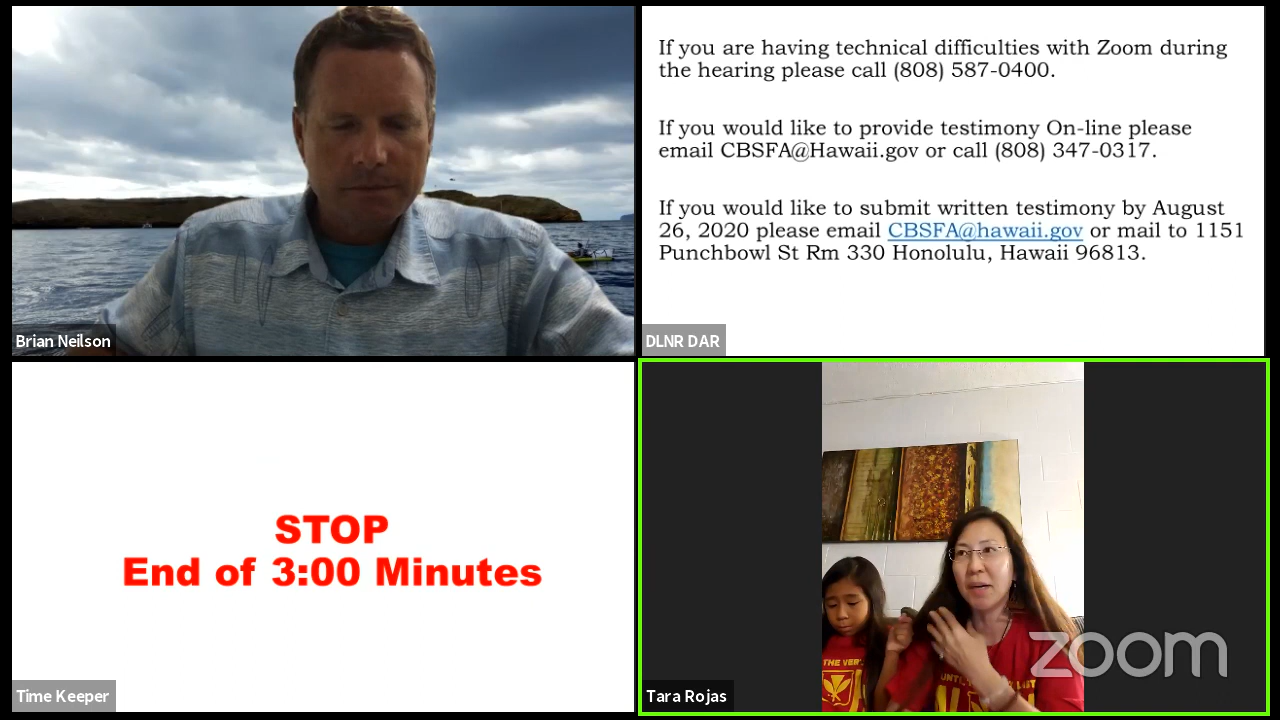 If you are having technical difficulties with Zoom during
the hearing please call (808) 587-0400.
If you would like to provide testimony On-line please
email CBSFA@Hawaii.gov or call (808) 347-0317.
If you would like to submit written testimony by August
26, 2020 please email CBSFA@hawaii.gov or mail to 1151
Punchbowl St Rm 330 Honolulu, Hawaii 96813.
Brian Neilson
DLNR DAR
STOP
End of 3:00 Minutes
THE VER
UNTIL
LIST
zoom
Time Keeper
Tara Rojas